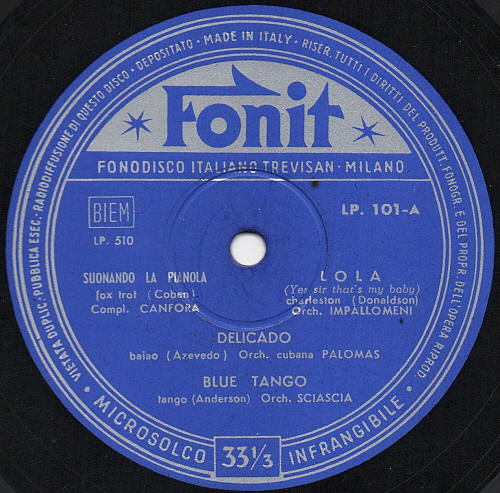 VIETATA DUPLIC. PUBBLICA ESEC. RADIODIFFUSIONE DI QUESTO DISCO • DEPOSITATO • MADE IN ITALY • RISER. TUTTI I DIRITTI DEL PRODUTT. FONOGR. E DEL PROPR. DELL'OPERA RIPROD.
Fonit
FONODISCO ITALIANO TREVISAN • MILANO
BIEM
LP. 510
LP. 101-A
SUONANDO LA PIANOLA
fox trot (Coben)
Compl. CANFORA
LOLA
(Yes sir that's my baby)
charleston (Donaldson)
Orch. IMPALLOMENI
DELICADO
baiao (Azevedo) Orch. cubana PALOMAS
BLUE TANGO
tango (Anderson) Orch. SCIASCIA
• MICROSOLCO 33 1/3 INFRANGIBILE •